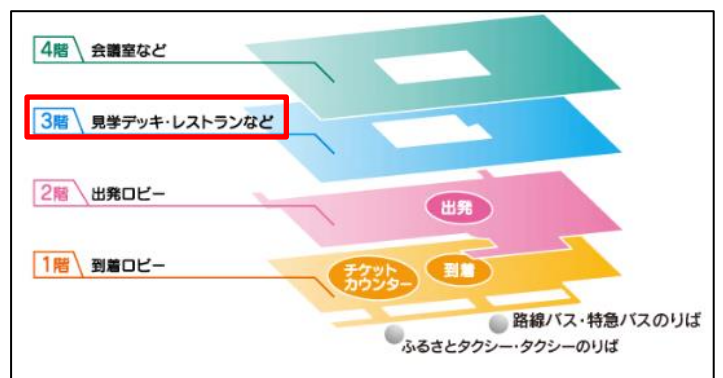 4階 会議室など
3階 見学デッキ・レストランなど
2階 出発ロビー
出発
1階 到着ロビー
チケット
カウンター
到着
路線バス・特急バスのりば
ふるさとタクシー・タクシーのりば